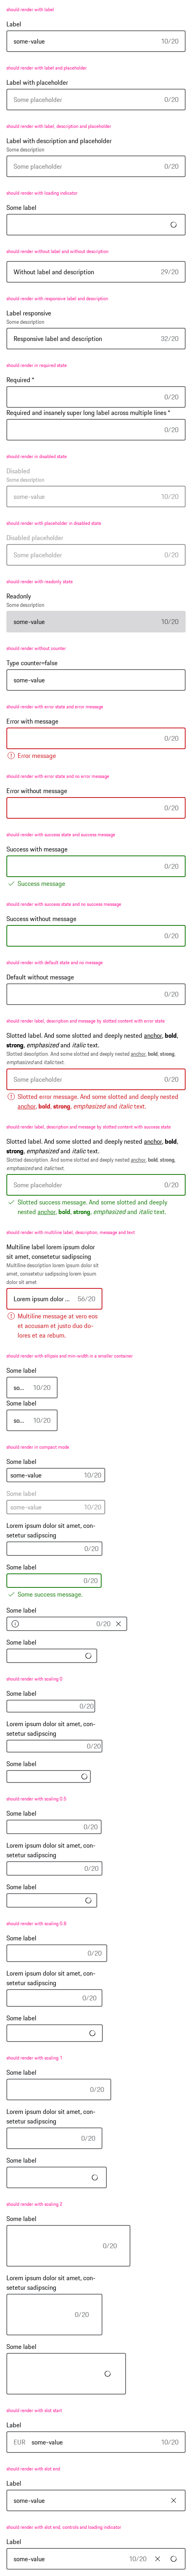 should render with label
Label
some-value 10/20
should render with label and placeholder
Label with placeholder
Some placeholder 0/20
should render with label, description and placeholder
Label with description and placeholder
Some description
Some placeholder 0/20
should render with loading indicator
Some label
should render without label and without description
Without label and description 29/20
should render with responsive label and description
Label responsive
Some description
Responsive label and description 32/20
should render in required state
Required *
0/20
Required and insanely super long label across multiple lines *
0/20
should render in disabled state
Disabled
Some description
some-value 10/20
should render with placeholder in disabled state
Disabled placeholder
Some placeholder 0/20
should render with readonly state
Readonly
Some description
some-value 10/20
should render without counter
Type counter=false
some-value
should render with error state and error message
Error with message
0/20
Error message
should render with error state and no error message
Error without message
0/20
should render with success state and success message
Success with message
0/20
Success message
should render with success state and no success message
Success without message
0/20
should render with default state and no message
Default without message
0/20
should render label, description and message by slotted content with error state
Slotted label. And some slotted and deeply nested anchor, bold,
strong, emphasized and italic text.
Slotted description. And some slotted and deeply nested anchor, bold, strong,
emphasized and italic text.
Some placeholder 0/20
Slotted error message. And some slotted and deeply nested
anchor, bold, strong, emphasized and italic text.
should render label, description and message by slotted content with success state
Slotted label. And some slotted and deeply nested anchor, bold,
strong, emphasized and italic text.
Slotted description. And some slotted and deeply nested anchor, bold, strong,
emphasized and italic text.
Some placeholder 0/20
Slotted success message. And some slotted and deeply
nested anchor, bold, strong, emphasized and italic text.
should render with multiline label, description, message and text
Multiline label lorem ipsum dolor
sit amet, consetetur sadipscing
Multiline description lorem ipsum dolor sit
amet, consetetur sadipscing lorem ipsum
dolor sit amet
Lorem ipsum dolor ... 56/20
Multiline message at vero eos
et accusam et justo duo do-
lores et ea rebum.
should render with ellipsis and min-width in a smaller container
Some label
so... 10/20
Some label
so... 10/20
should render in compact mode
Some label
some-value 10/20
Some label
some-value 10/20
Lorem ipsum dolor sit amet, con-
setetur sadipscing
0/20
Some label
0/20
Some success message.
Some label
0/20
Some label
should render with scaling 0
Some label
0/20
Lorem ipsum dolor sit amet, con-
setetur sadipscing
0/20
Some label
should render with scaling 0.5
Some label
0/20
Lorem ipsum dolor sit amet, con-
setetur sadipscing
0/20
Some label
should render with scaling 0.8
Some label
0/20
Lorem ipsum dolor sit amet, con-
setetur sadipscing
0/20
Some label
should render with scaling 1
Some label
0/20
Lorem ipsum dolor sit amet, con-
setetur sadipscing
0/20
Some label
should render with scaling 2
Some label
0/20
Lorem ipsum dolor sit amet, con-
setetur sadipscing
0/20
Some label
should render with slot start
Label
EUR some-value 10/20
should render with slot end
Label
some-value
should render with slot end, controls and loading indicator
Label
some-value 10/20